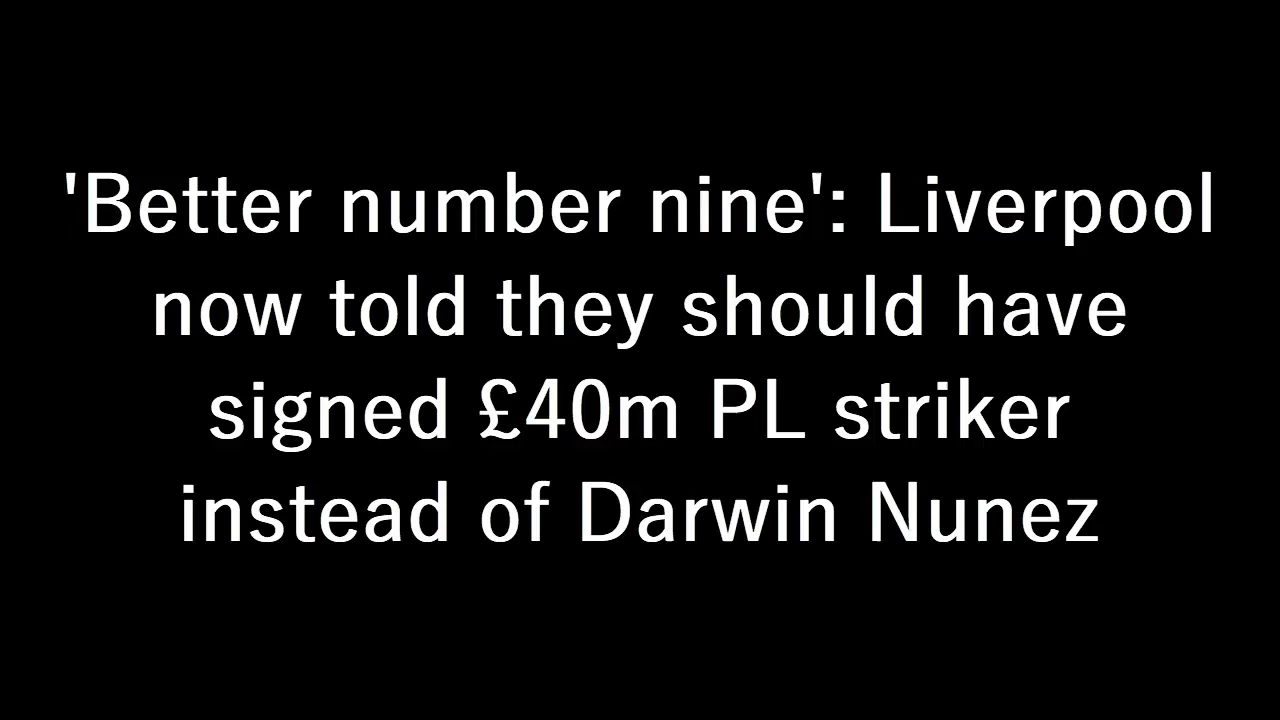 'Better number nine': Liverpool
now told they should have
signed £40m PL striker
instead of Darwin Nunez